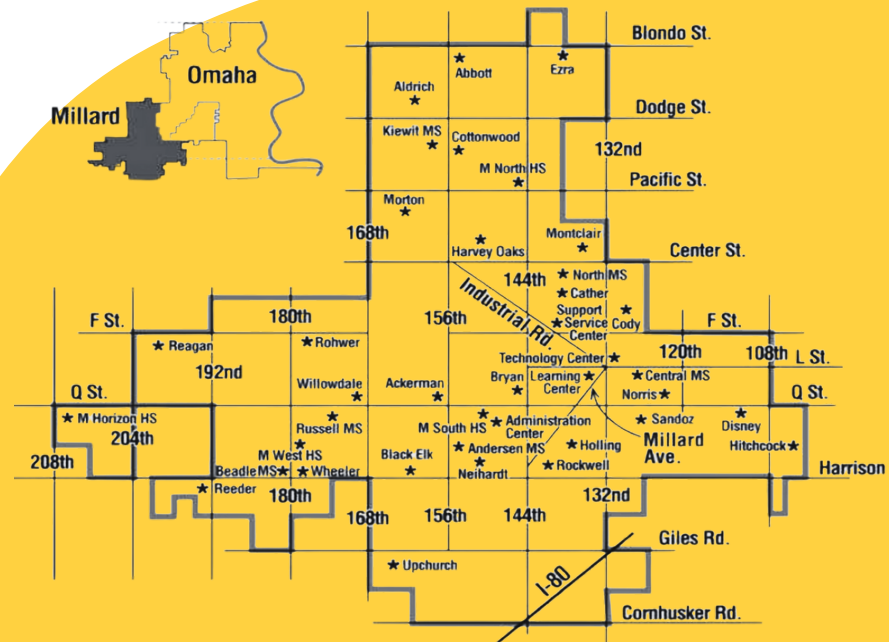 Omaha
Millard
Blondo St.
Abbott
Ezra
Aldrich
Dodge St.
Kiewit MS
Cottonwood
132nd
M North HS
Pacific St.
Morton
168th
Montclair
Harvey Oaks
Center St.
144th
North MS
Industrial Rd.
Cather
180th
156th
Support
Service
Center
Cody
F St.
F St.
Reagan
Rohwer
Technology Center
120th
108th
L St.
192nd
Willowdale
Ackerman
Bryan
Learning
Center
Central MS
Q St.
Norris
Q St.
M Horizon HS
204th
Russell MS
M South HS
Administration
Center
Sandoz
Disney
M West HS
Andersen MS
Holling
Millard
Ave.
Hitchcock
208th
Beadle MS
Wheeler
Black Elk
Neihardt
Rockwell
Harrison
Reeder
180th
132nd
168th
156th
144th
Giles Rd.
Upchurch
I-80
Cornhusker Rd.